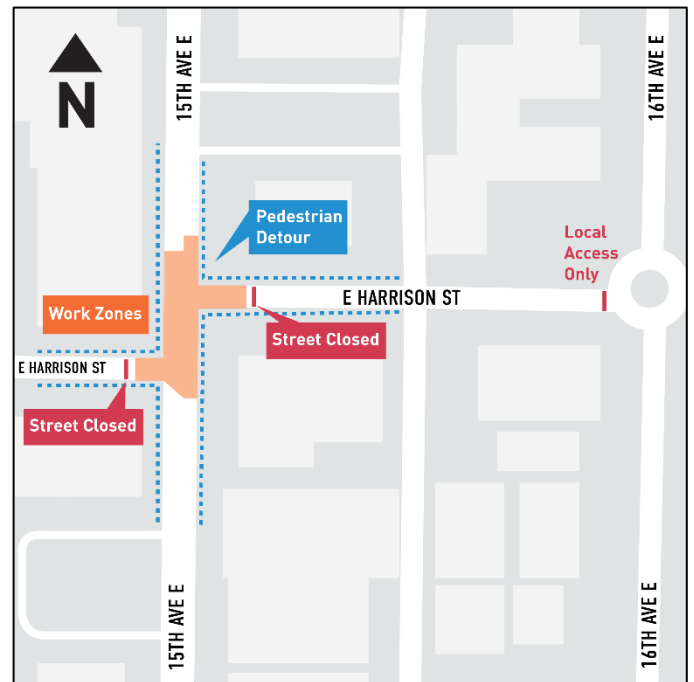 15TH AVE E
16TH AVE E
N
Pedestrian
Detour
Local
Access
Only
E HARRISON ST
Work Zones
Street Closed
E HARRISON ST
Street Closed
15TH AVE E
16TH AVE E